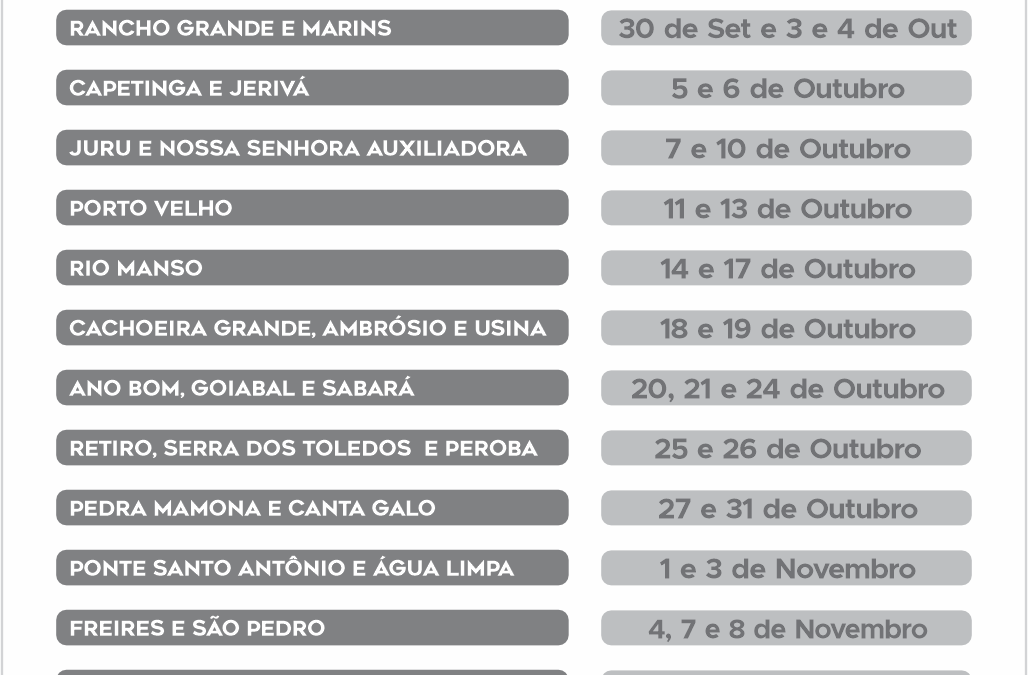 RANCHO GRANDE E MARINS 30 de Set e 3 e 4 de Out
CAPETINGA E JERIVÁ 5 e 6 de Outubro
JURU E NOSSA SENHORA AUXILIADORA 7 e 10 de Outubro
PORTO VELHO 11 e 13 de Outubro
RIO MANSO 14 e 17 de Outubro
CACHOEIRA GRANDE, AMBRÓSIO E USINA 18 e 19 de Outubro
ANO BOM, GOIABAL E SABARÁ 20, 21 e 24 de Outubro
RETIRO, SERRA DOS TOLEDOS E PEROBA 25 e 26 de Outubro
PEDRA MAMONA E CANTA GALO 27 e 31 de Outubro
PONTE SANTO ANTÔNIO E ÁGUA LIMPA 1 e 3 de Novembro
FREIRES E SÃO PEDRO 4, 7 e 8 de Novembro